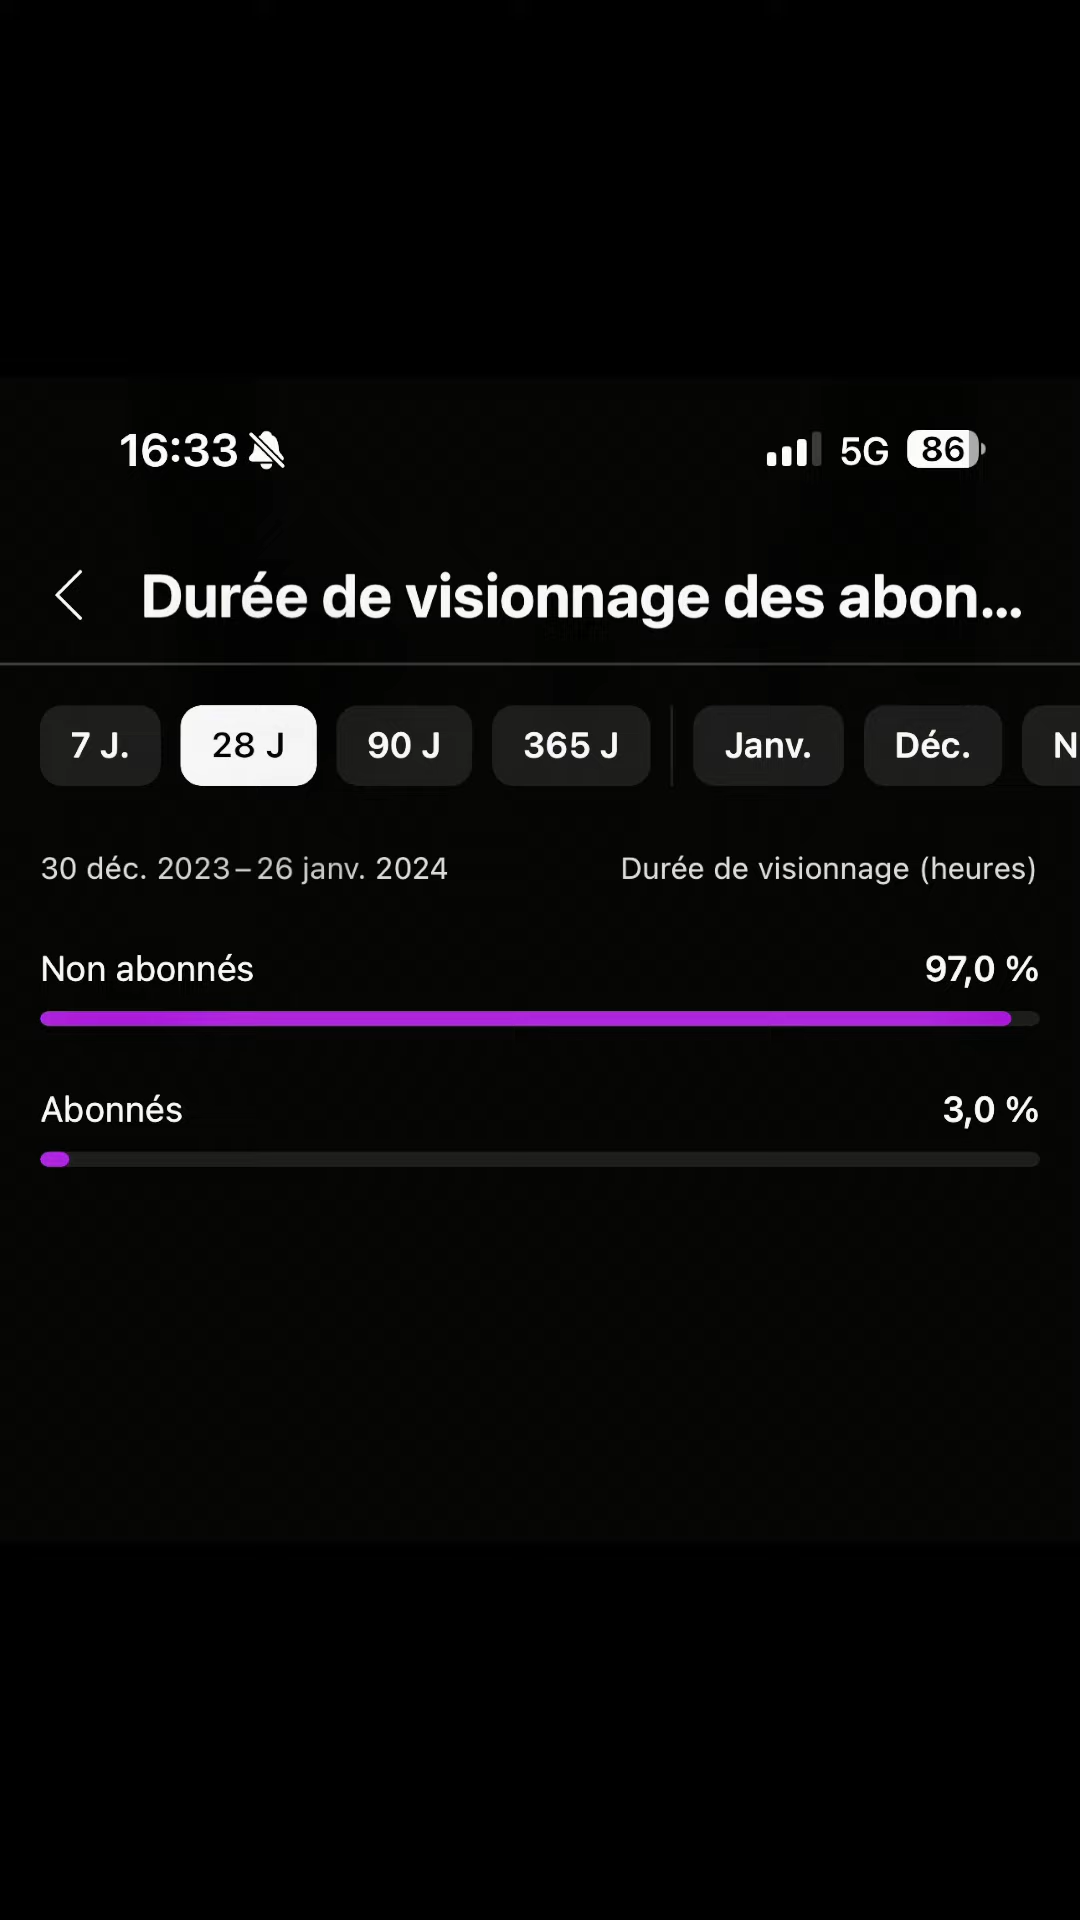 16:33 5G 86
Durée de visionnage des abon...
7 J. 28 J 90 J 365 J Janv. Déc. N
30 déc. 2023 – 26 janv. 2024 Durée de visionnage (heures)
Non abonnés 97,0 %
Abonnés 3,0 %